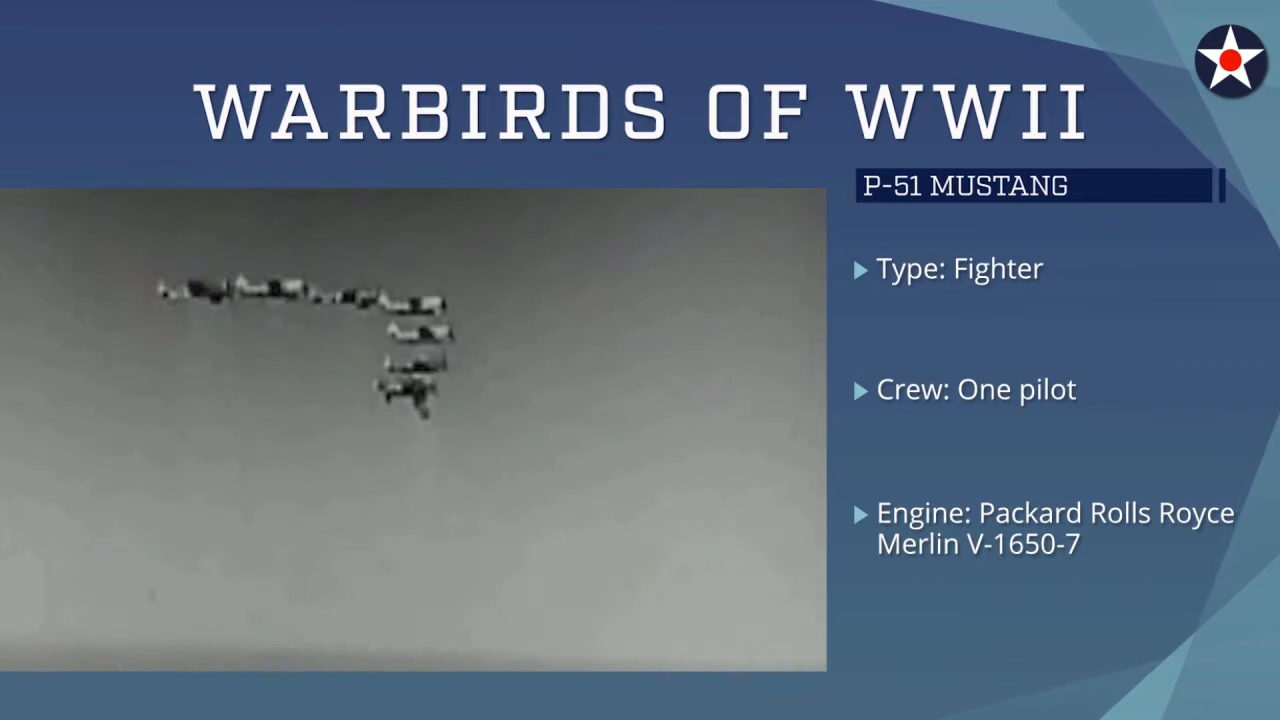 WARBIRDS OF WWII
P-51 MUSTANG
Type: Fighter
Crew: One pilot
Engine: Packard Rolls Royce
Merlin V-1650-7